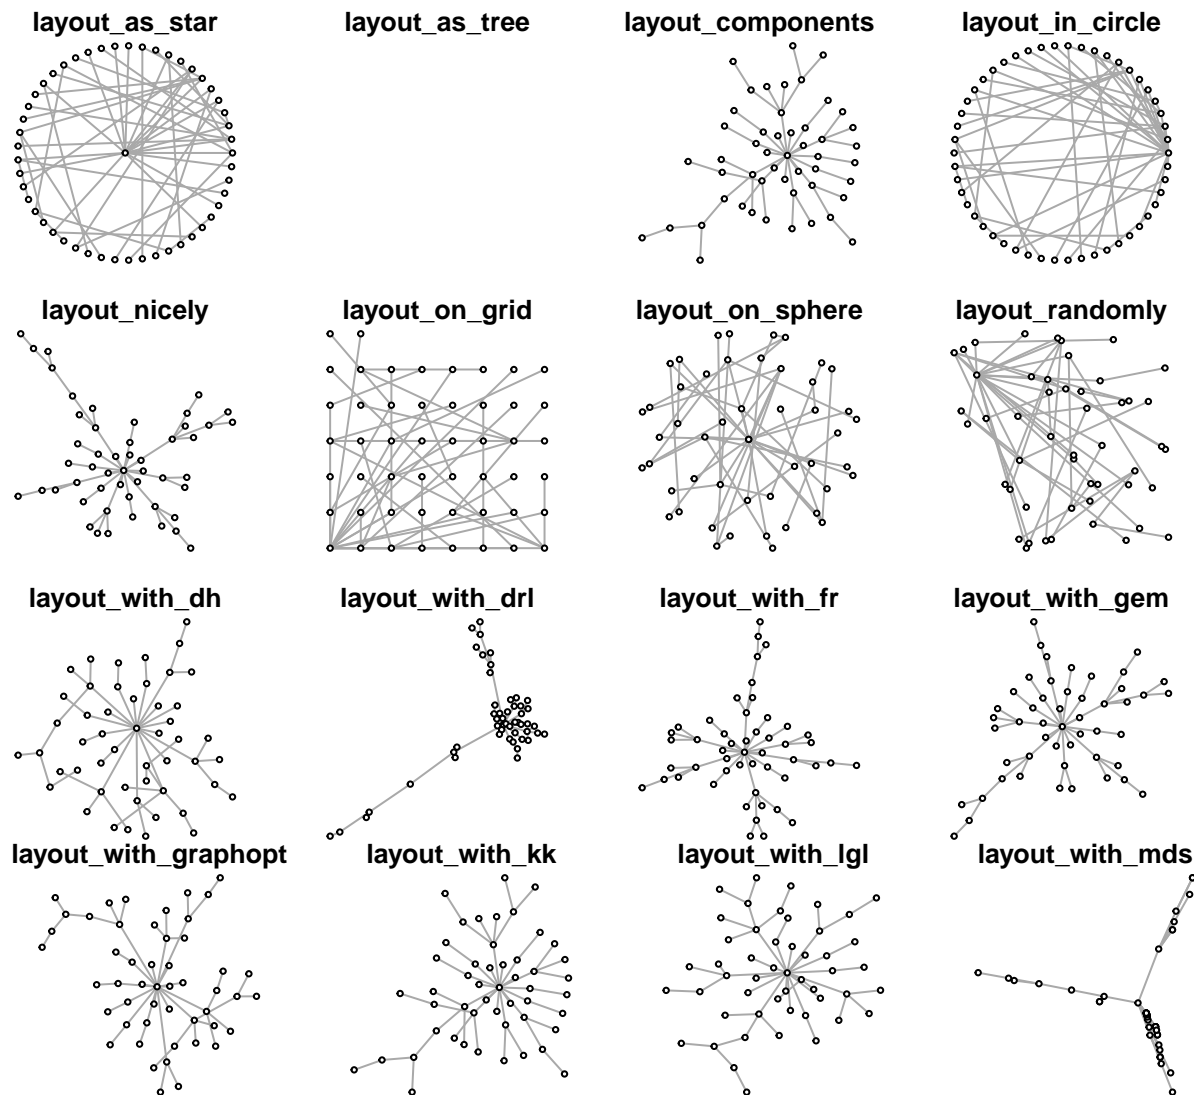 layout_as_star layout_as_tree layout_components layout_in_circle
layout_nicely layout_on_grid layout_on_sphere layout_randomly
layout_with_dh layout_with_drl layout_with_fr layout_with_gem
layout_with_graphopt layout_with_kk layout_with_lgl layout_with_mds